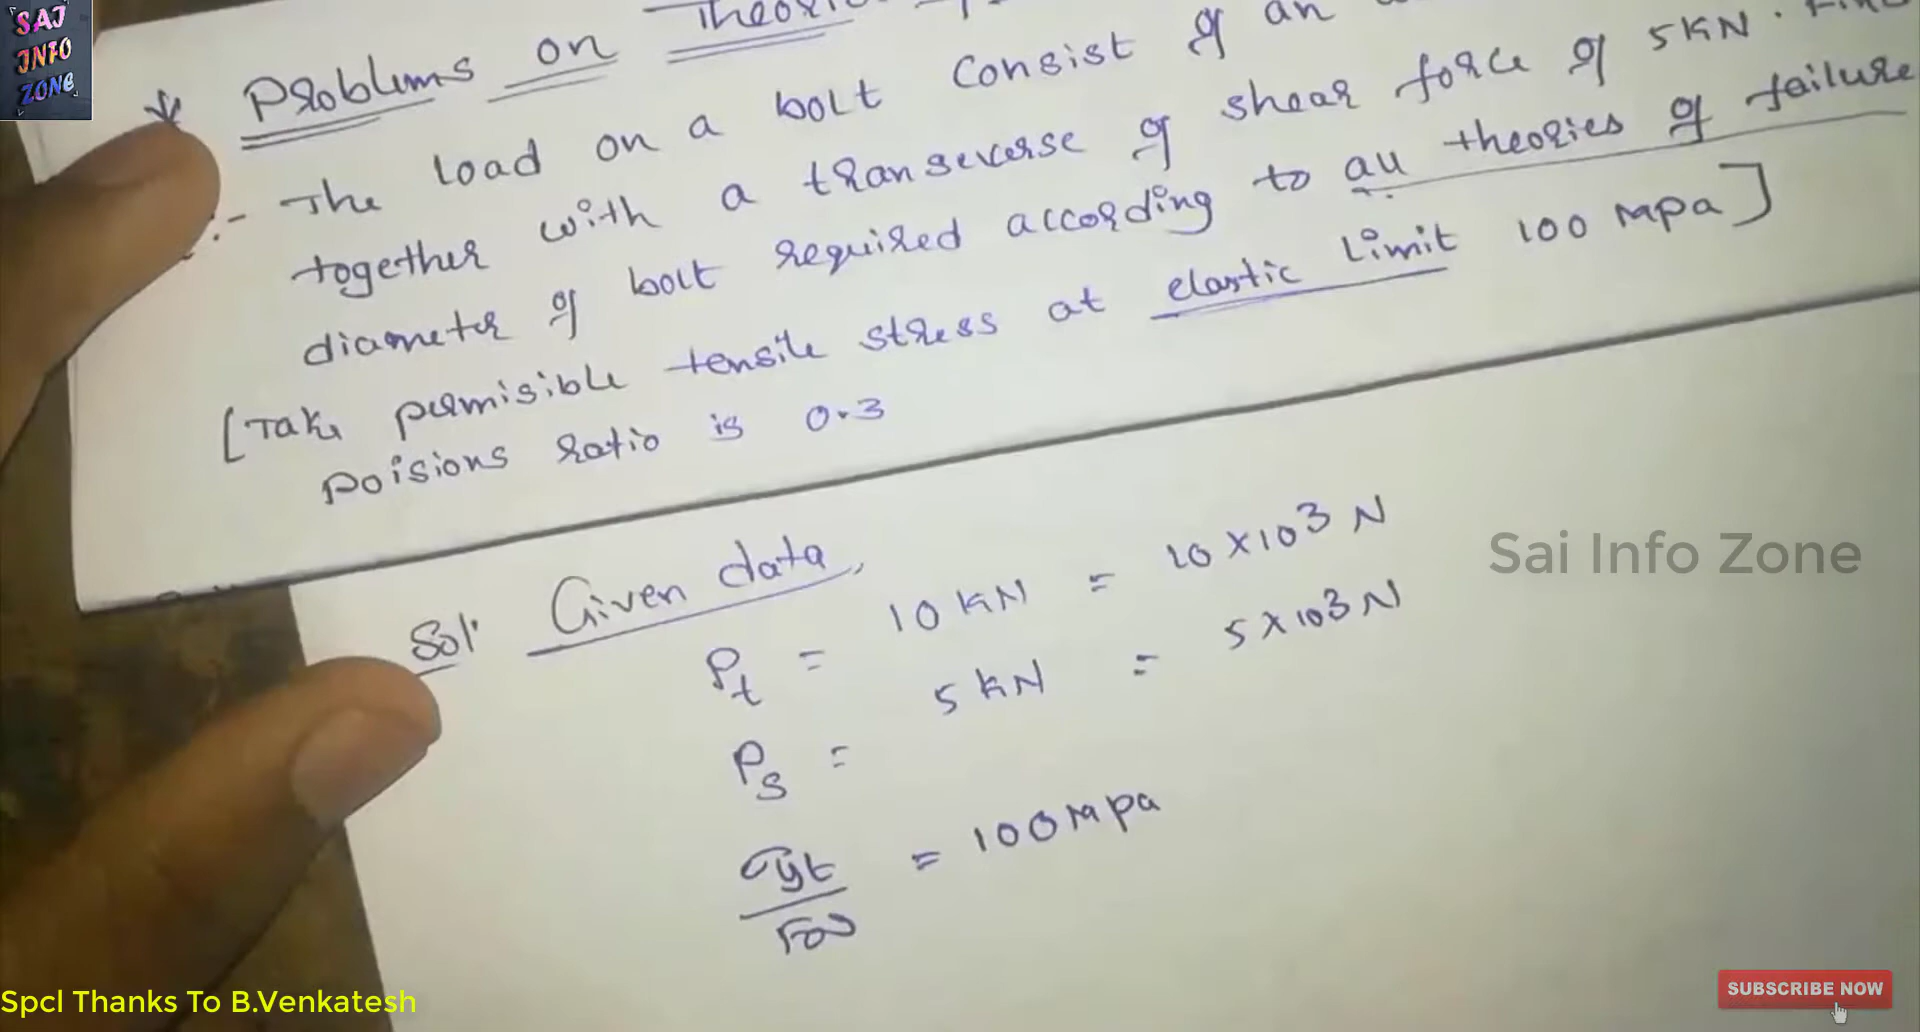 SAI
INFO
ZONE
* Problems on
The load on a bolt consist of an
together with a transeverse of shear force of 5KN.
diameter of bolt required according to all theories of failure
[Take permisible tensile stress at elastic limit 100 mpa]
poisions ratio is 0.3
Sol. Given data,
Pt = 10 KN = 10 × 10³ N
Ps = 5 KN = 5 × 10³ N
σyt / FOS = 100 Mpa
Sai Info Zone
Spcl Thanks To B.Venkatesh
SUBSCRIBE NOW